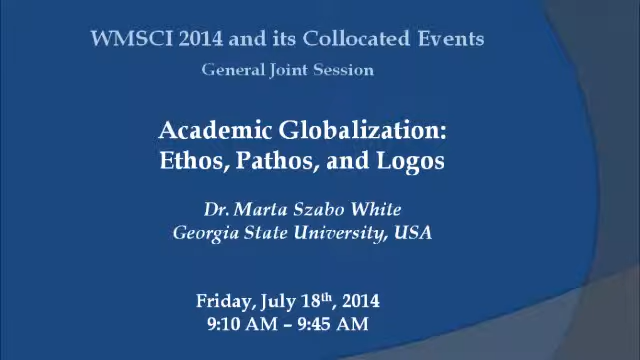 WMSCI 2014 and its Collocated Events
General Joint Session
Academic Globalization:
Ethos, Pathos, and Logos
Dr. Marta Szabo White
Georgia State University, USA
Friday, July 18th, 2014
9:10 AM – 9:45 AM